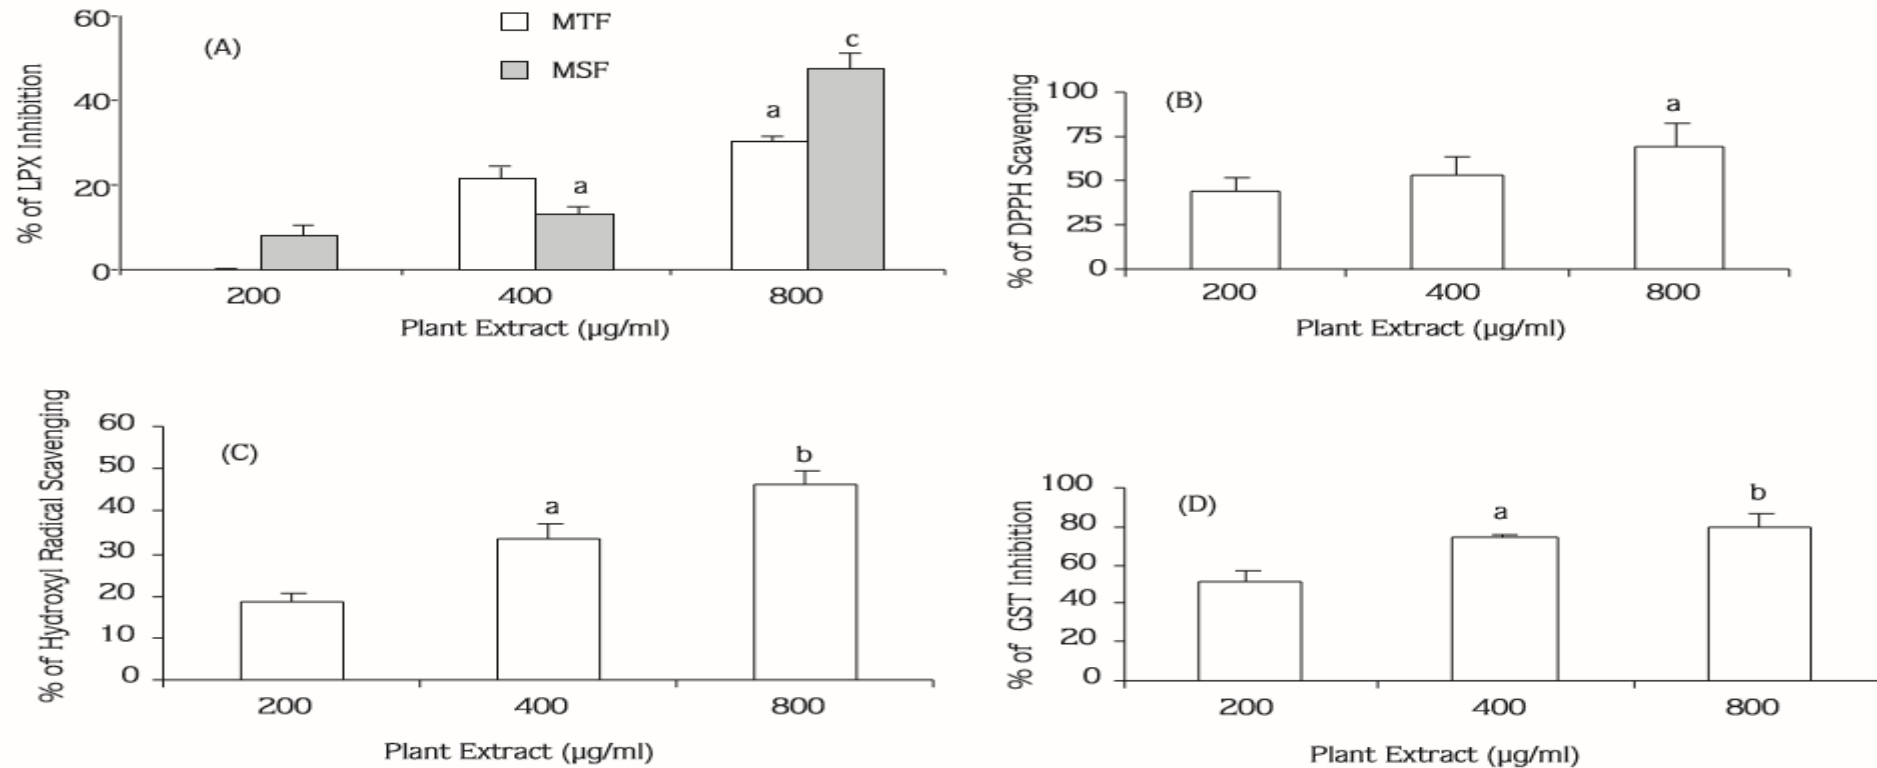 (A)
MTF
MSF
% of LPX Inhibition
60
40
20
0
a
a
c
200 400 800
Plant Extract (µg/ml)
(B)
% of DPPH Scavenging
100
75
50
25
0
a
200 400 800
Plant Extract (µg/ml)
(C)
% of Hydroxyl Radical Scavenging
60
50
40
30
20
10
0
a
b
200 400 800
Plant Extract (µg/ml)
(D)
% of GST Inhibition
100
80
60
40
20
0
a
b
200 400 800
Plant Extract (µg/ml)